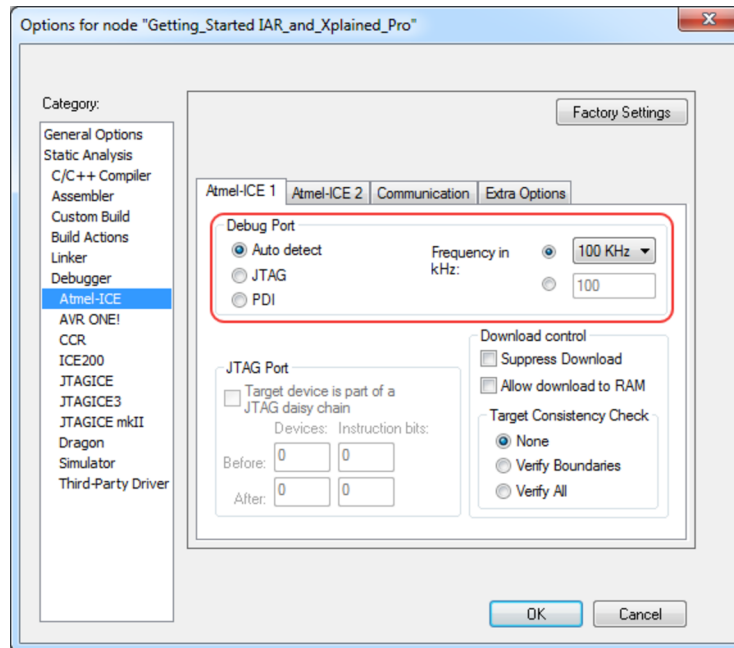 Options for node "Getting_Started IAR_and_Xplained_Pro"
X
Category:
General Options
Static Analysis
C/C++ Compiler
Assembler
Custom Build
Build Actions
Linker
Debugger
Atmel-ICE
AVR ONE!
CCR
ICE200
JTAGICE
JTAGICE3
JTAGICE mkII
Dragon
Simulator
Third-Party Driver
Factory Settings
Atmel-ICE 1 Atmel-ICE 2 Communication Extra Options
Debug Port
Auto detect
JTAG
PDI
Frequency in
kHz:
100 KHz
100
Download control
Suppress Download
Allow download to RAM
JTAG Port
Target device is part of a
JTAG daisy chain
Devices: Instruction bits:
Before: 0 0
After: 0 0
Target Consistency Check
None
Verify Boundaries
Verify All
OK Cancel